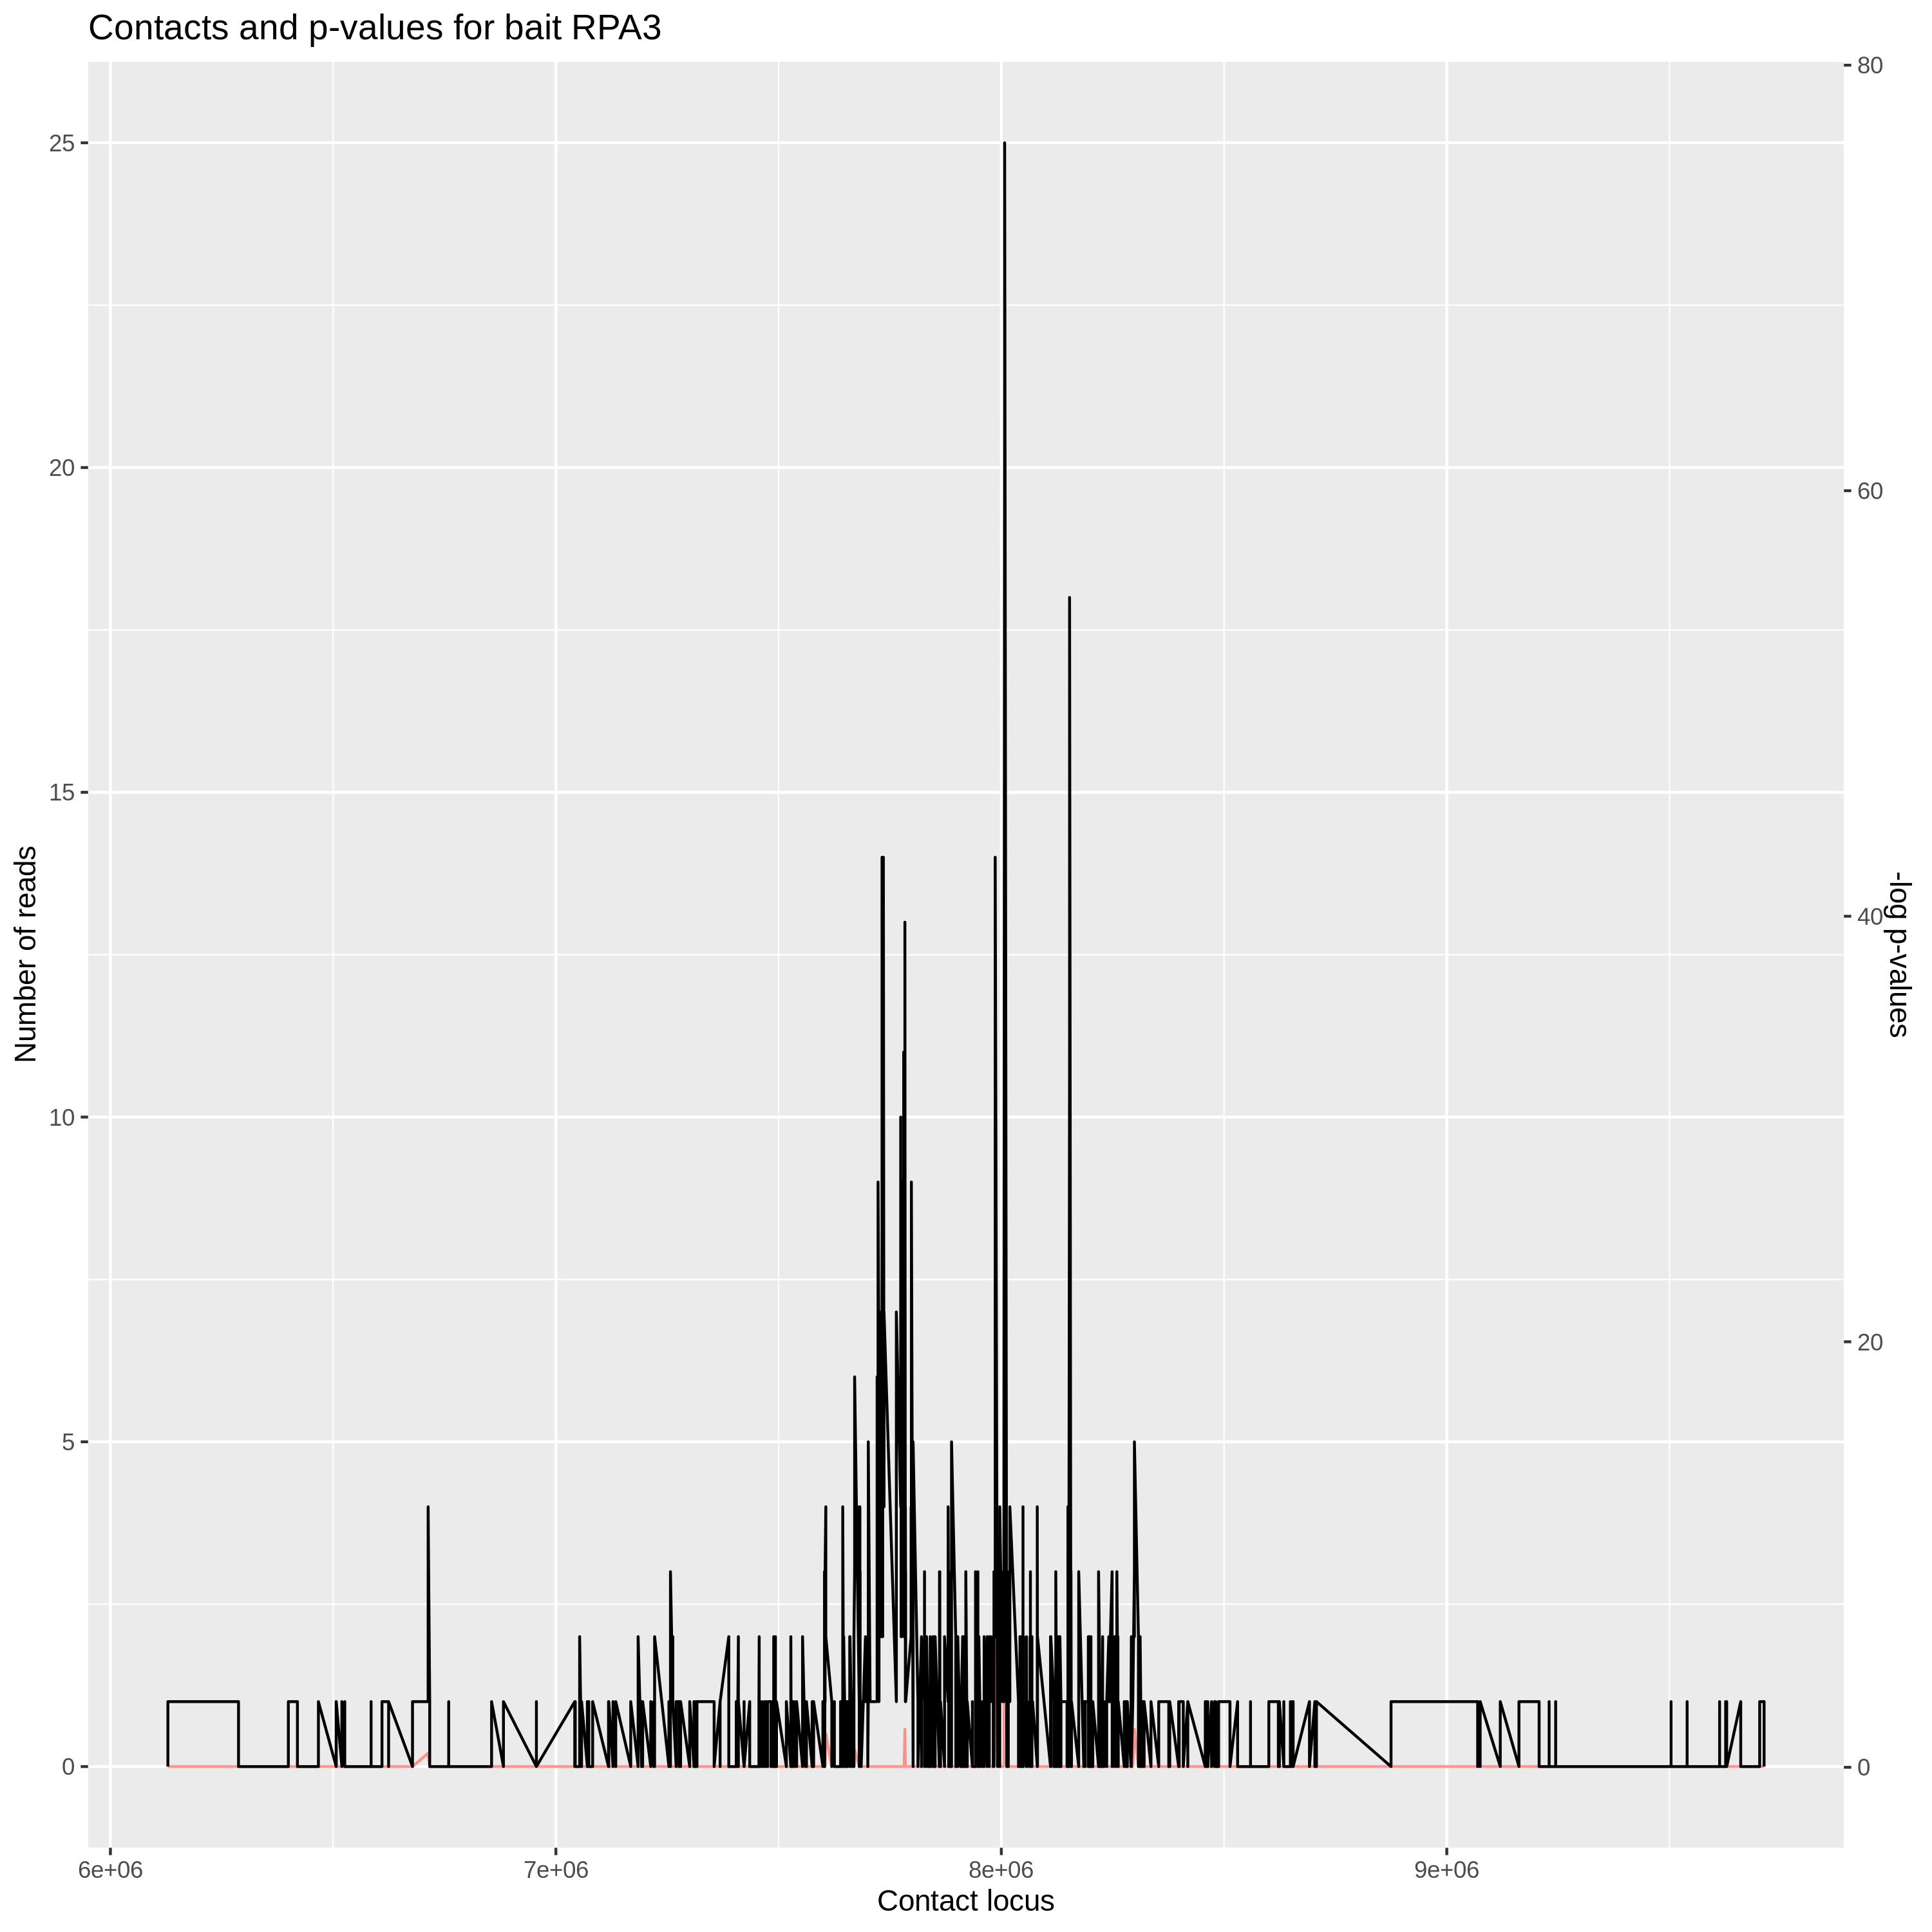 Contacts and p-values for bait RPA3
25
20
15
10
5
0
Number of reads
80
60
40
20
0
-log p-values
6e+06
7e+06
8e+06
9e+06
Contact locus